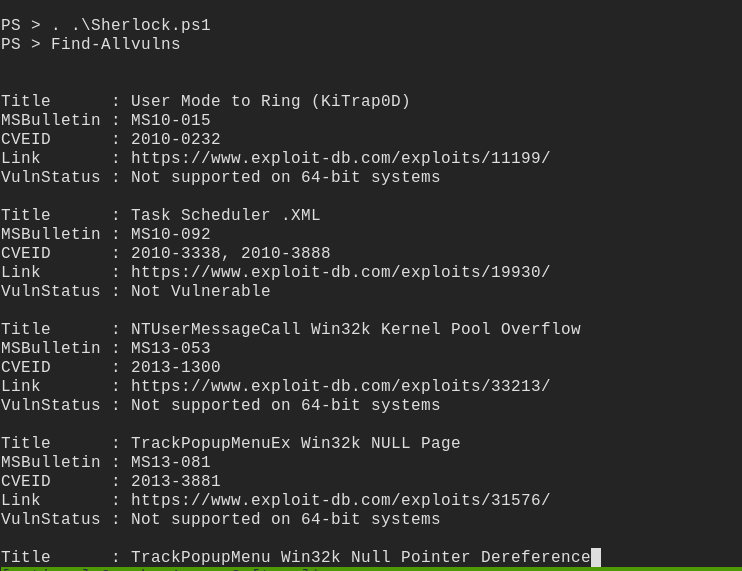 PS > . .\Sherlock.ps1
PS > Find-Allvulns
Title      : User Mode to Ring (KiTrap0D)
MSBulletin : MS10-015
CVEID      : 2010-0232
Link       : https://www.exploit-db.com/exploits/11199/
VulnStatus : Not supported on 64-bit systems
Title      : Task Scheduler .XML
MSBulletin : MS10-092
CVEID      : 2010-3338, 2010-3888
Link       : https://www.exploit-db.com/exploits/19930/
VulnStatus : Not Vulnerable
Title      : NTUserMessageCall Win32k Kernel Pool Overflow
MSBulletin : MS13-053
CVEID      : 2013-1300
Link       : https://www.exploit-db.com/exploits/33213/
VulnStatus : Not supported on 64-bit systems
Title      : TrackPopupMenuEx Win32k NULL Page
MSBulletin : MS13-081
CVEID      : 2013-3881
Link       : https://www.exploit-db.com/exploits/31576/
VulnStatus : Not supported on 64-bit systems
Title      : TrackPopupMenu Win32k Null Pointer Dereference